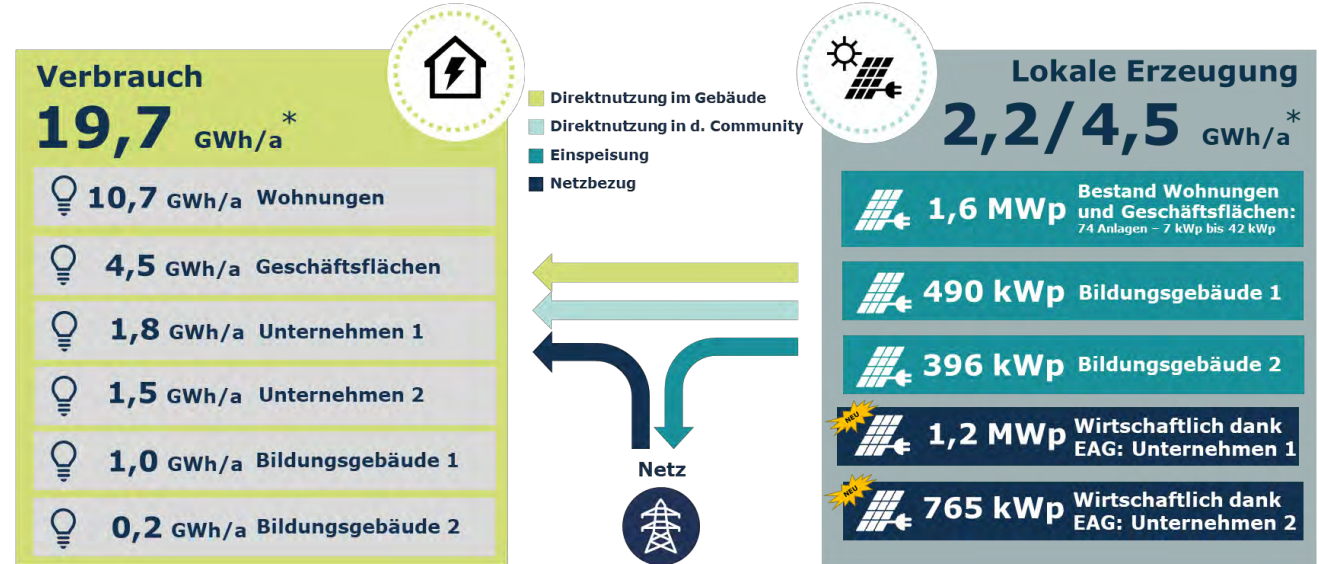 Verbrauch
19,7 GWh/a*
10,7 GWh/a Wohnungen
4,5 GWh/a Geschäftsflächen
1,8 GWh/a Unternehmen 1
1,5 GWh/a Unternehmen 2
1,0 GWh/a Bildungsgebäude 1
0,2 GWh/a Bildungsgebäude 2
Direktnutzung im Gebäude
Direktnutzung in d. Community
Einspeisung
Netzbezug
Netz
Lokale Erzeugung
2,2/4,5 GWh/a*
1,6 MWp Bestand Wohnungen
und Geschäftsflächen:
74 Anlagen – 7 kWp bis 42 kWp
490 kWp Bildungsgebäude 1
396 kWp Bildungsgebäude 2
NEU
1,2 MWp Wirtschaftlich dank
EAG: Unternehmen 1
NEU
765 kWp Wirtschaftlich dank
EAG: Unternehmen 2